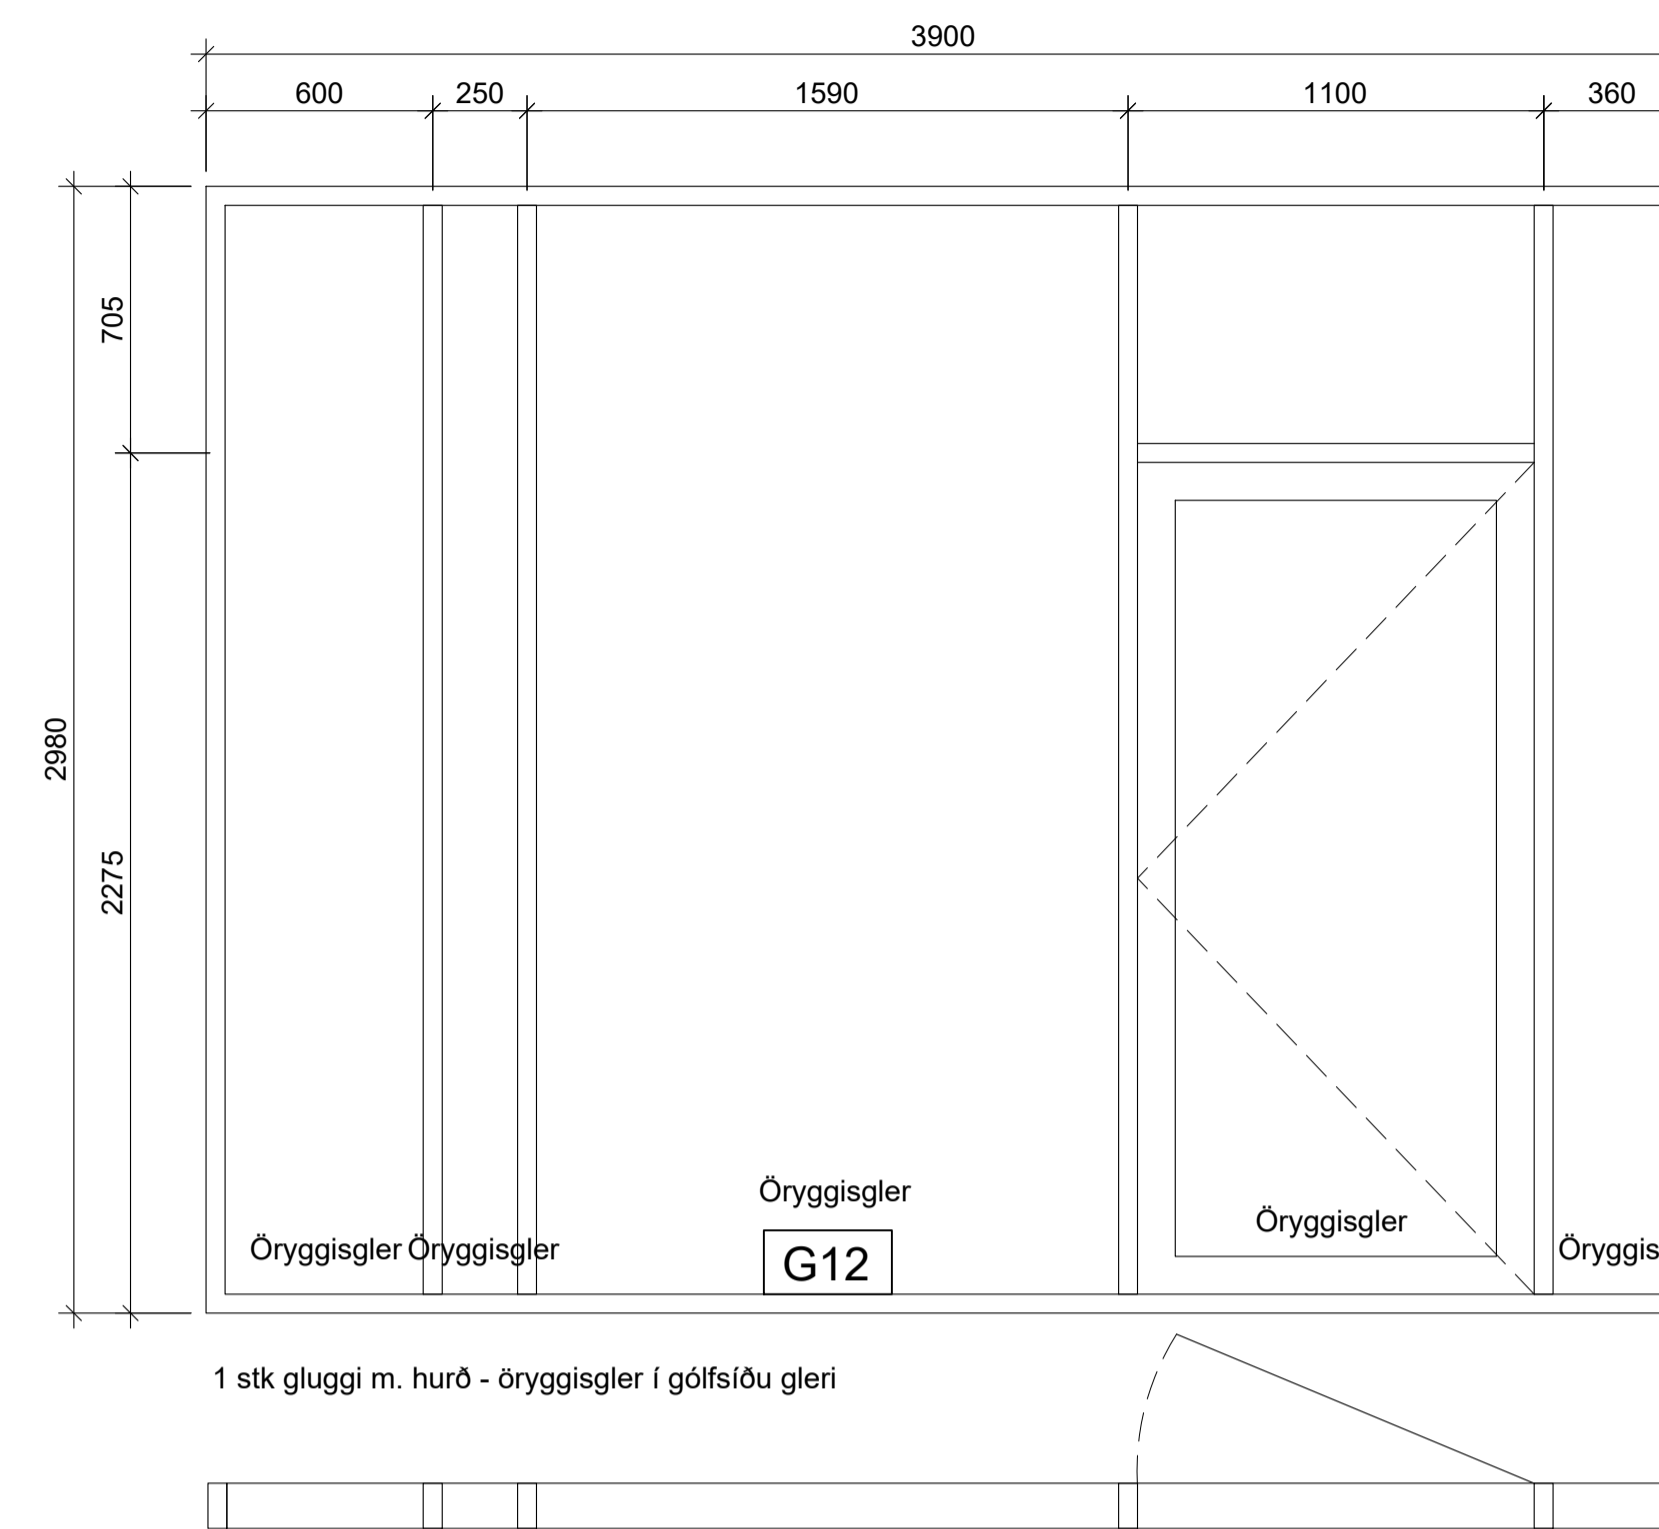 3900
600 250 1590 1100 360
705
2980
2275
Öryggisgler
Öryggisgler
Öryggisgler Öryggisgler
G12
1 stk gluggi m. hurð - öryggisgler í gólfsíðu gleri